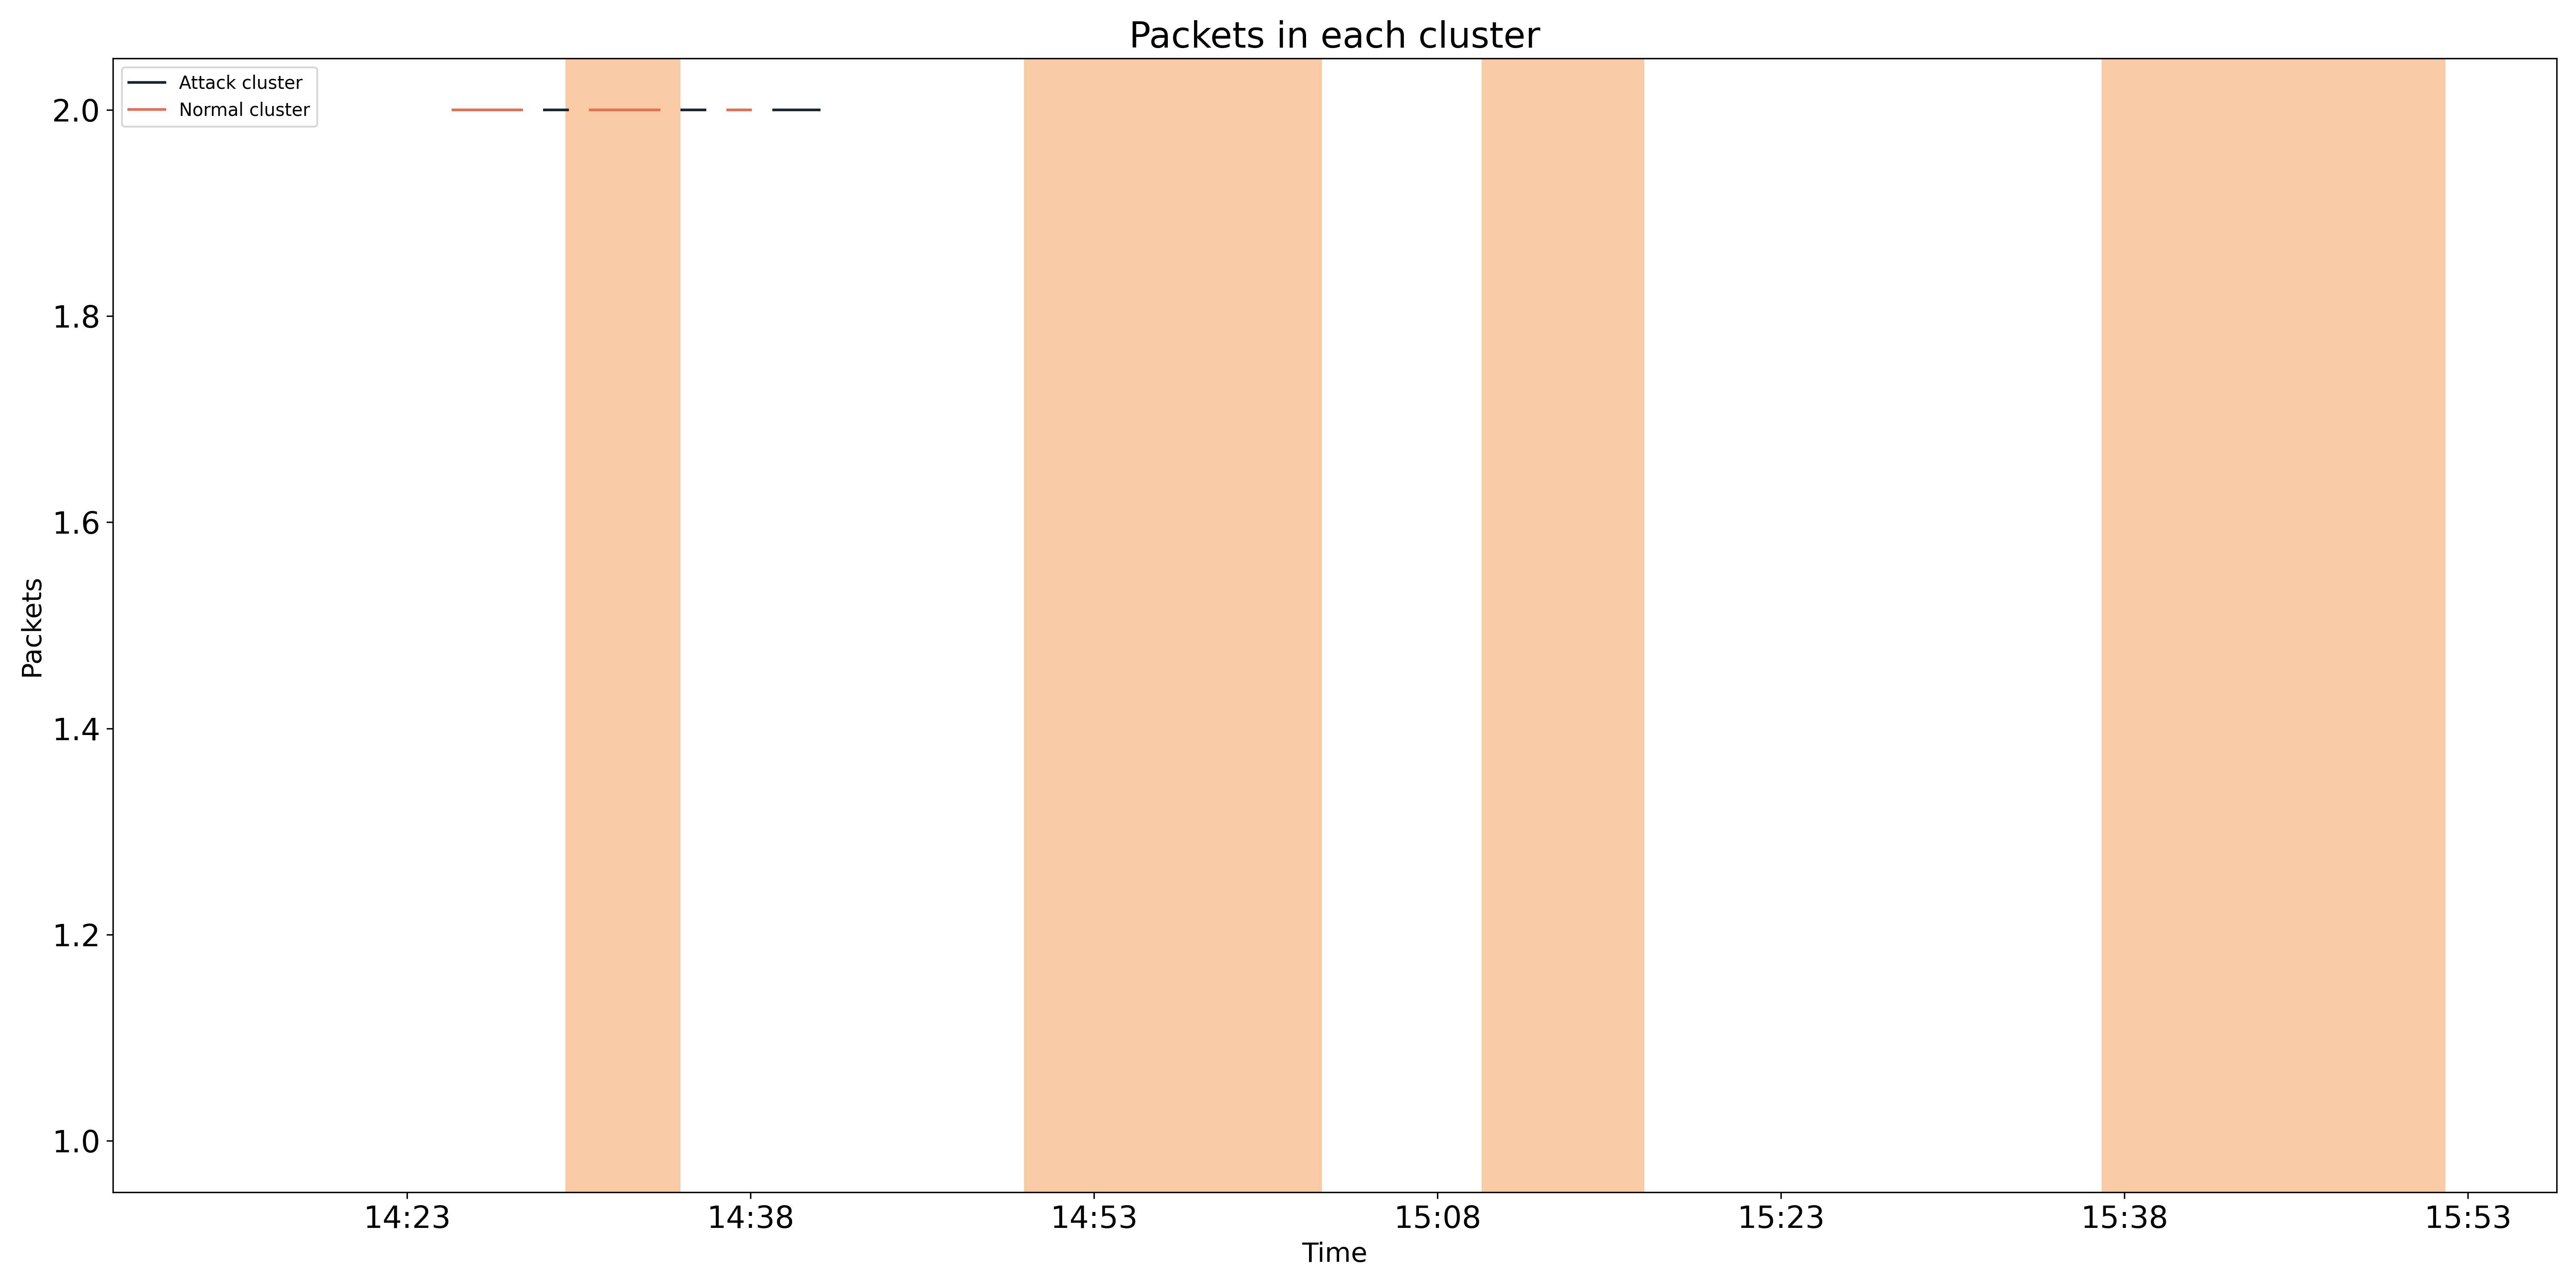 Packets in each cluster
Attack cluster
Normal cluster
2.0
1.8
1.6
1.4
1.2
1.0
Packets
14:23 14:38 14:53 15:08 15:23 15:38 15:53
Time